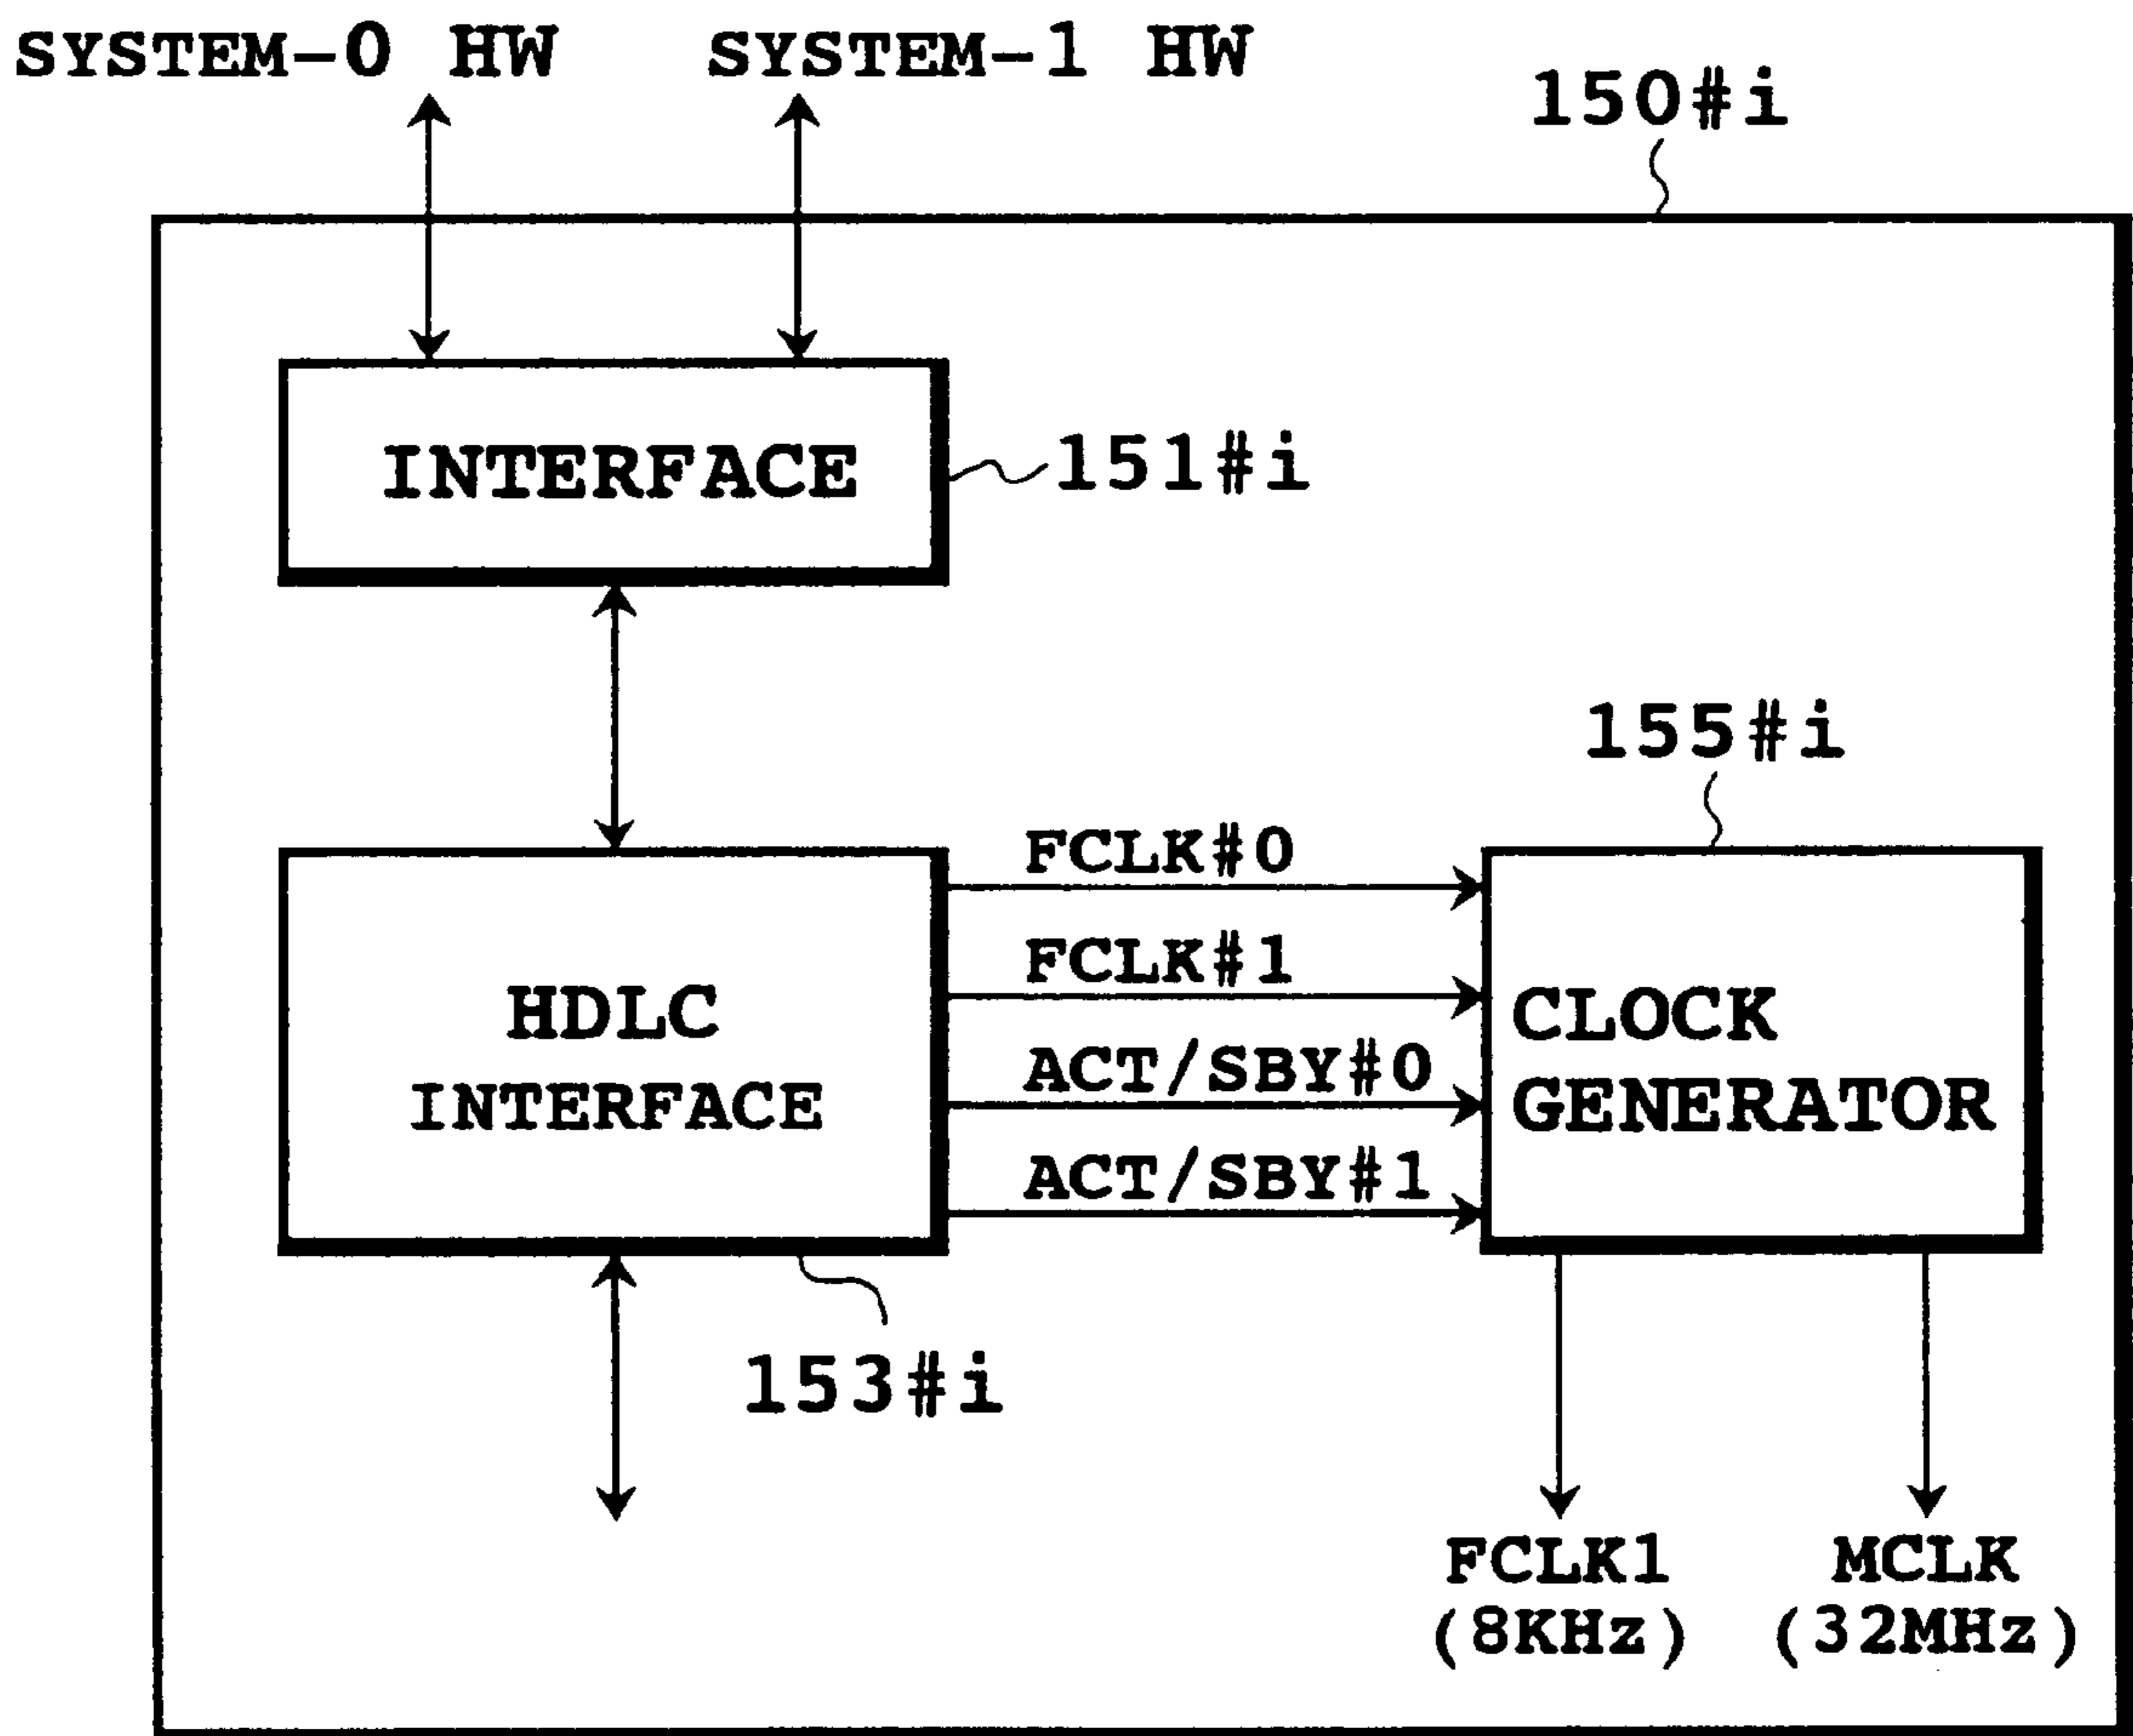 SYSTEM-0 HW
SYSTEM-1 HW
150#i
INTERFACE
151#i
155#i
FCLK#0
FCLK#1
HDLC
INTERFACE
ACT/SBY#0
ACT/SBY#1
CLOCK
GENERATOR
153#i
FCLK1
(8KHz)
MCLK
(32MHz)